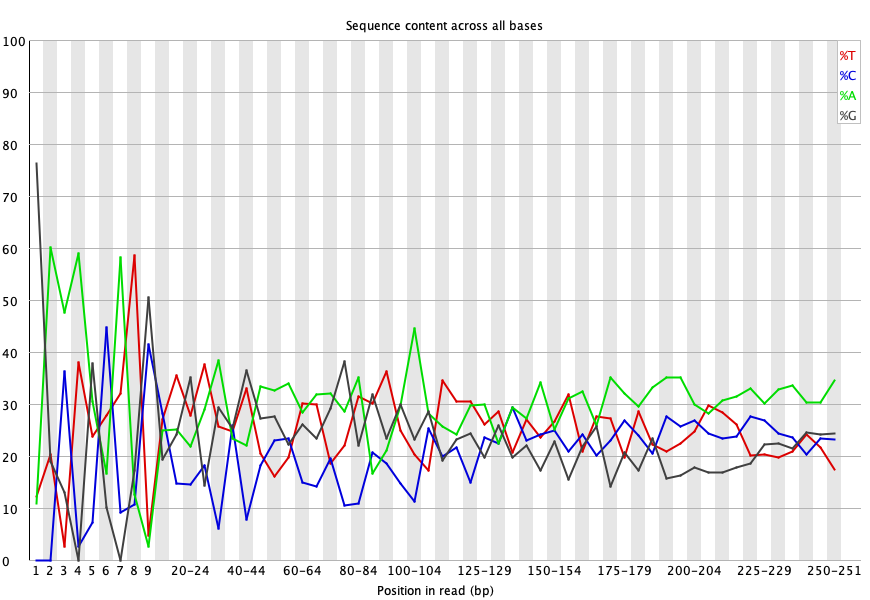 Sequence content across all bases
100
90
80
70
60
50
40
30
20
10
0
%T
%C
%A
%G
1 2 3 4 5 6 7 8 9 20-24 40-44 60-64 80-84 100-104 125-129 150-154 175-179 200-204 225-229 250-251
Position in read (bp)